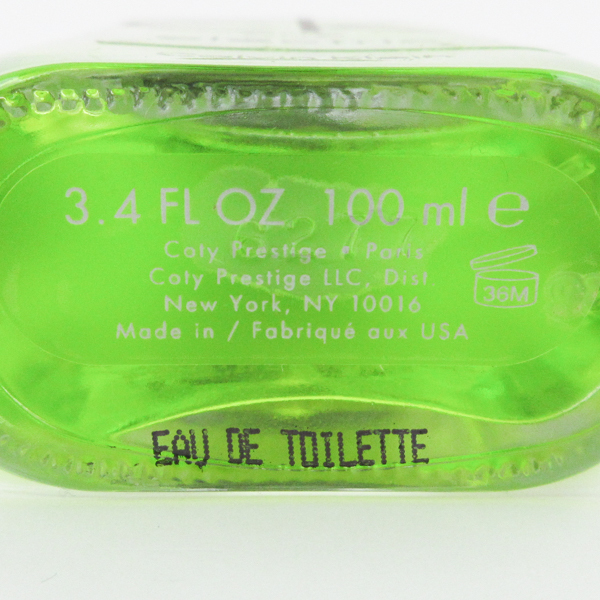 3.4 FL OZ 100 ml ℮
Coty Prestige • Paris
Coty Prestige LLC, Dist.
New York, NY 10016
36M
Made in / Fabriqué aux USA
EAU DE TOILETTE